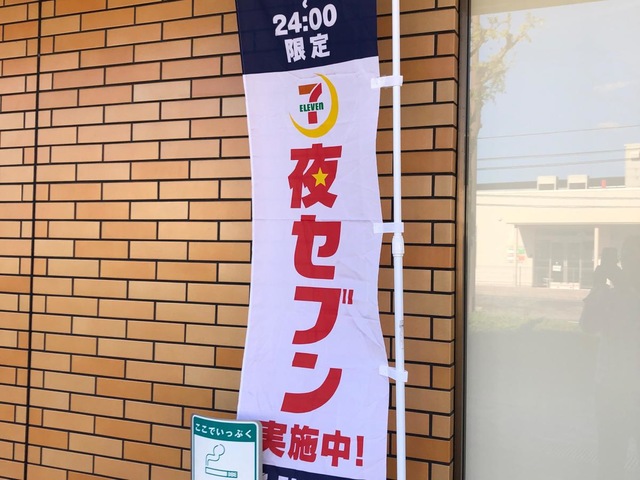 24:00
限定
7
ELEVEN
夜セブン
実施中!
ここでいっぷく